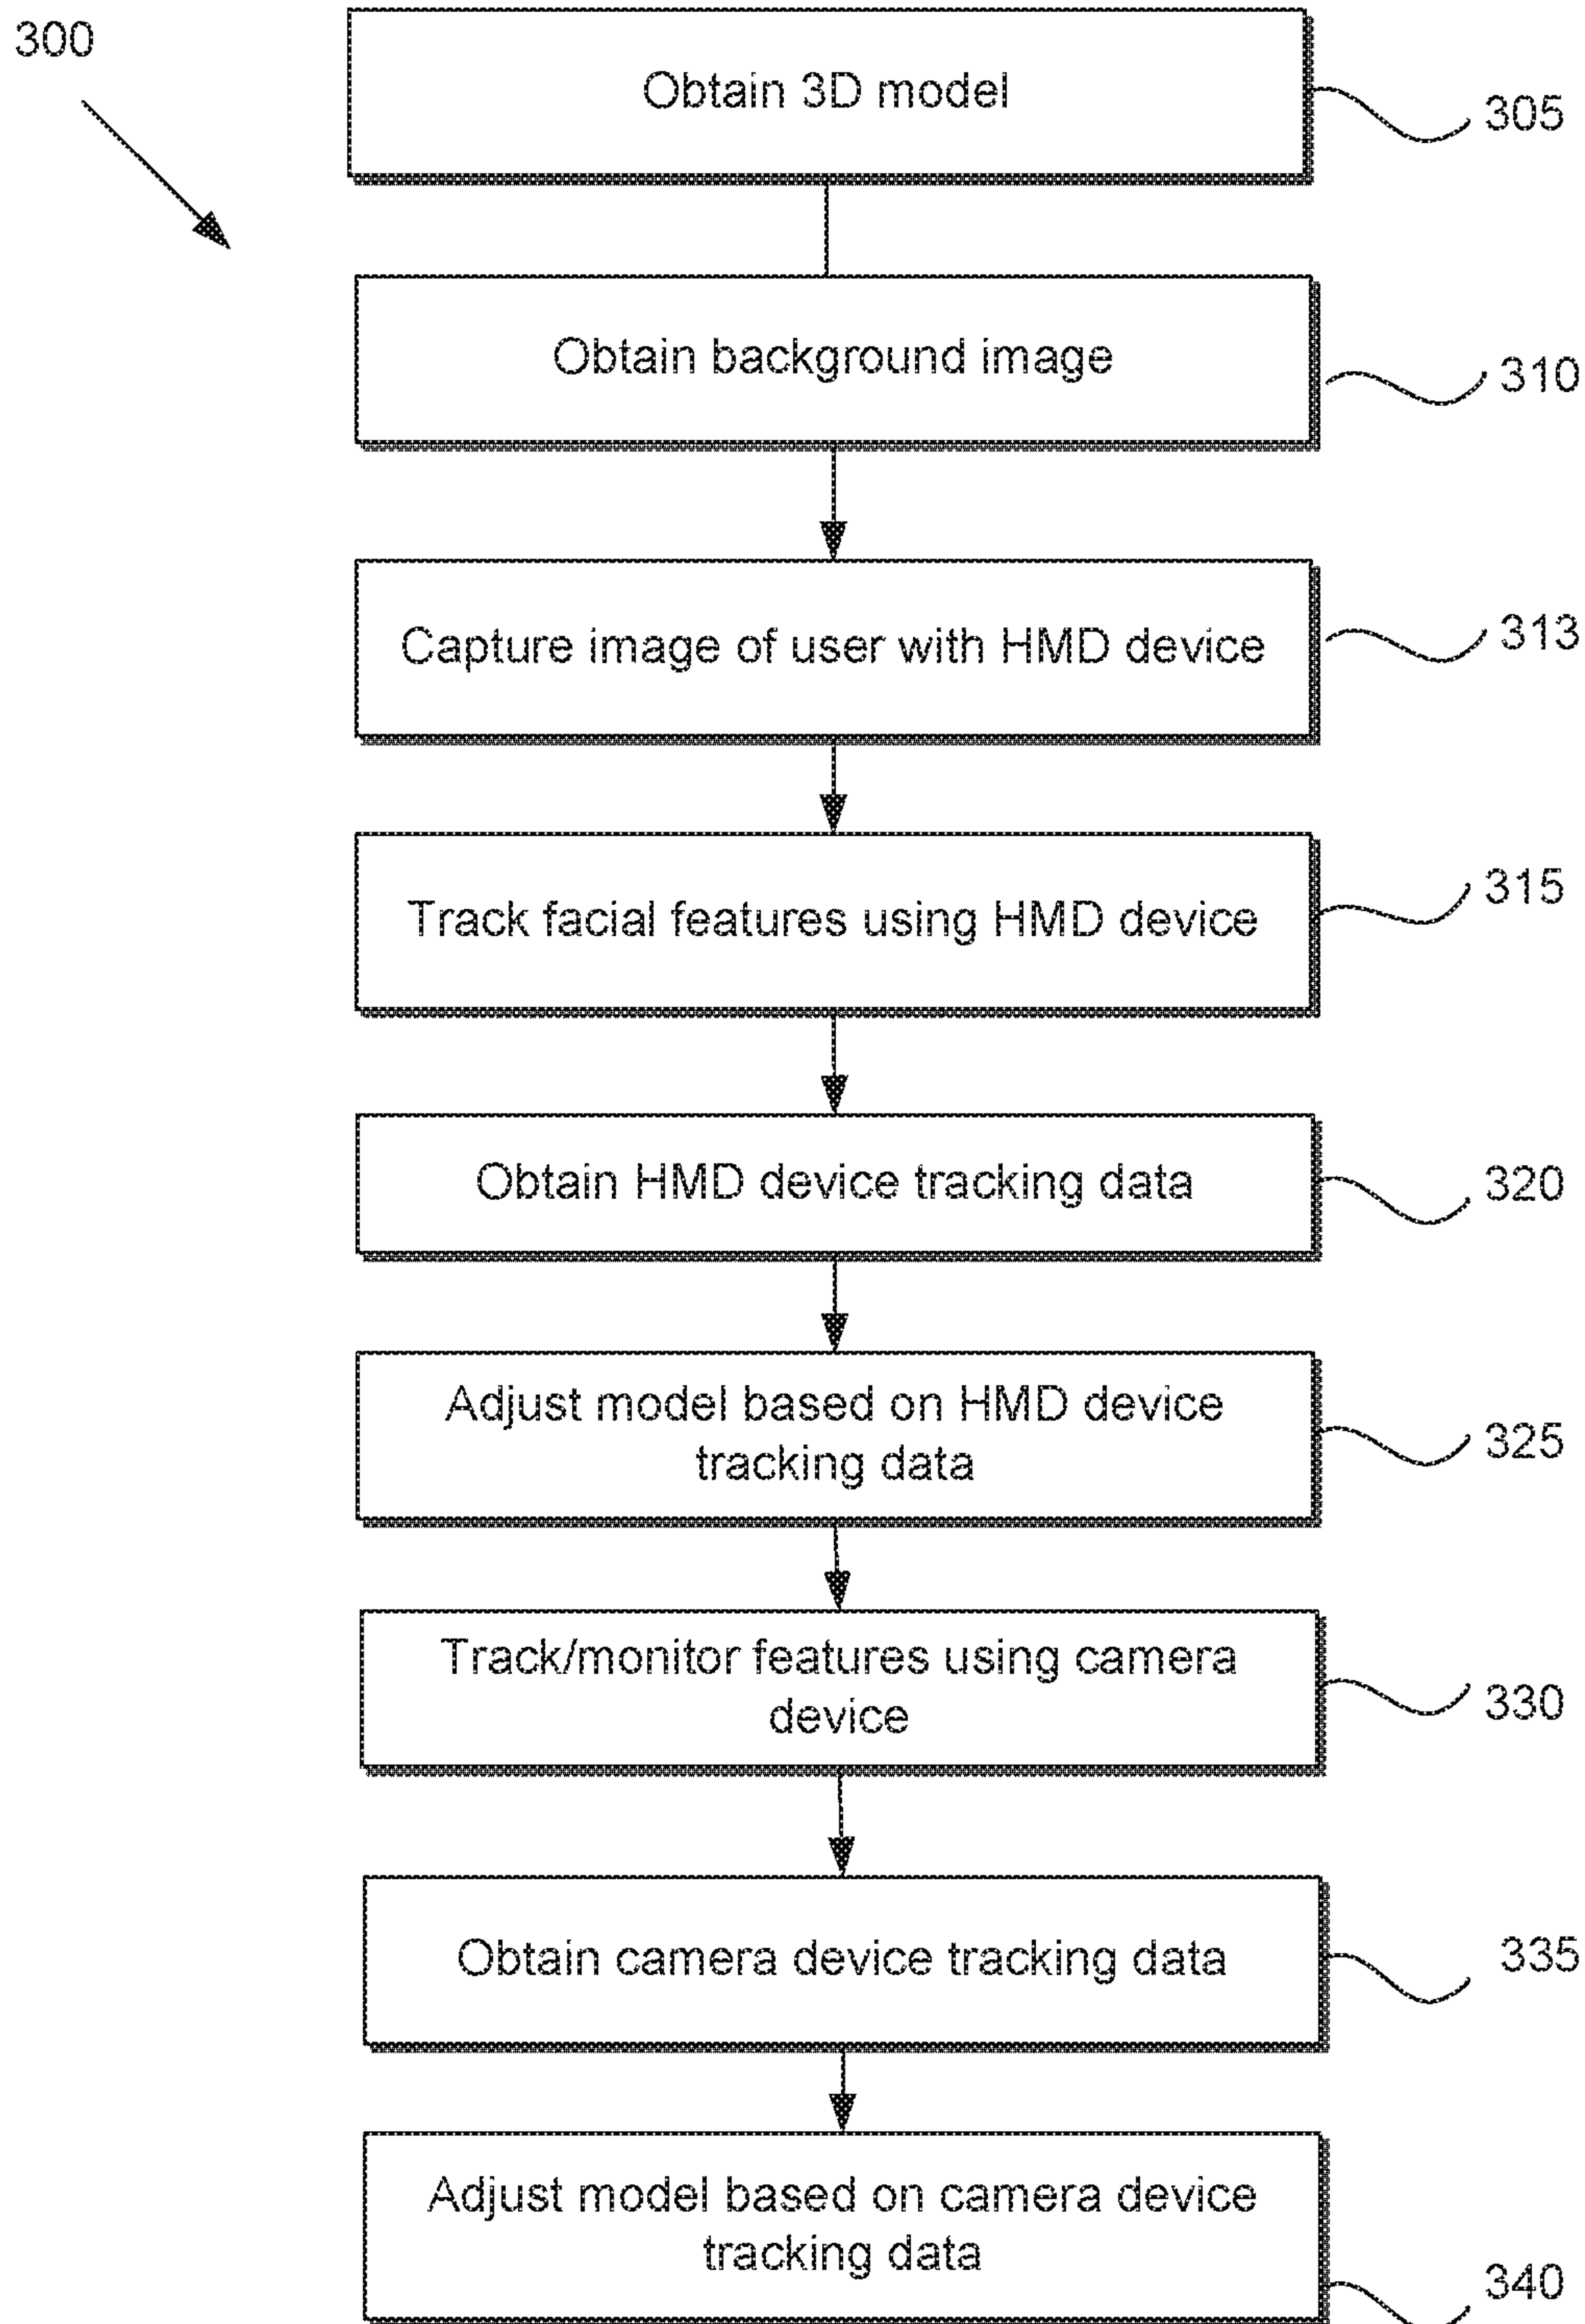 300
Obtain 3D model
305
Obtain background image
310
Capture image of user with HMD device
313
Track facial features using HMD device
315
Obtain HMD device tracking data
320
Adjust model based on HMD device
tracking data
325
Track/monitor features using camera
device
330
Obtain camera device tracking data
335
Adjust model based on camera device
tracking data
340